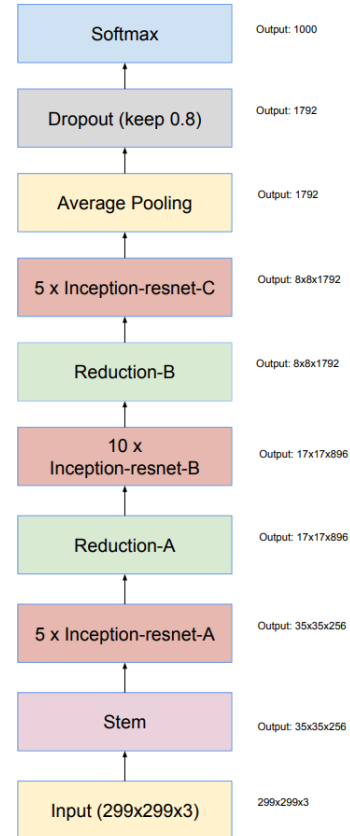 Softmax
Output: 1000
Dropout (keep 0.8)
Output: 1792
Average Pooling
Output: 1792
5 x Inception-resnet-C
Output: 8x8x1792
Reduction-B
Output: 8x8x1792
10 x
Inception-resnet-B
Output: 17x17x896
Reduction-A
Output: 17x17x896
5 x Inception-resnet-A
Output: 35x35x256
Stem
Output: 35x35x256
Input (299x299x3)
299x299x3